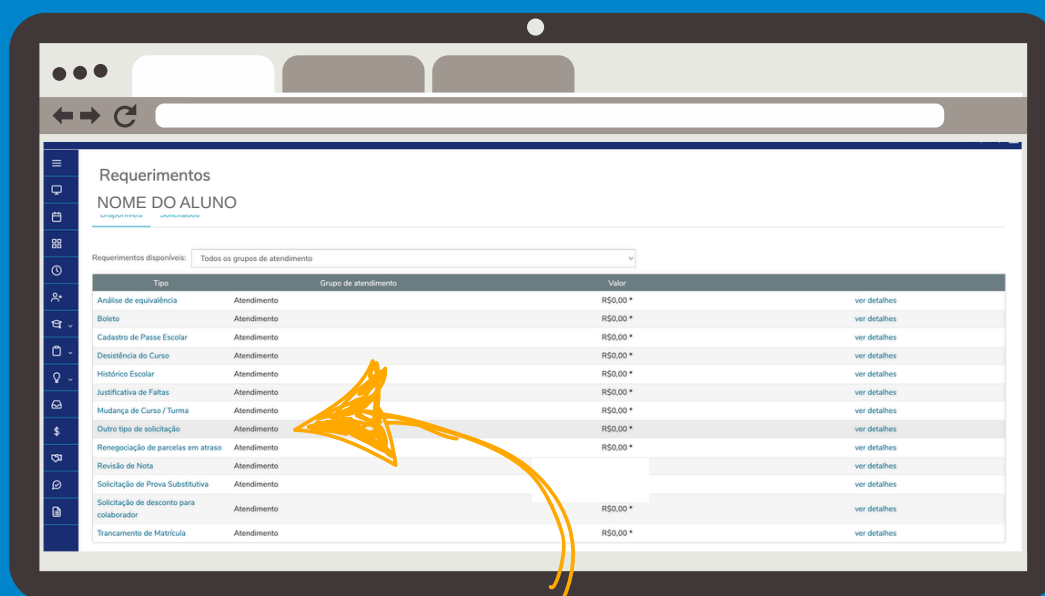 Requerimentos
NOME DO ALUNO
Disponíveis Solicitados
Requerimentos disponíveis: Todos os grupos de atendimento
Tipo Grupo de atendimento Valor
Análise de equivalência Atendimento R$0,00 * ver detalhes
Boleto Atendimento R$0,00 * ver detalhes
Cadastro de Passe Escolar Atendimento R$0,00 * ver detalhes
Desistência do Curso Atendimento R$0,00 * ver detalhes
Histórico Escolar Atendimento R$0,00 * ver detalhes
Justificativa de Faltas Atendimento R$0,00 * ver detalhes
Mudança de Curso / Turma Atendimento R$0,00 * ver detalhes
Outro tipo de solicitação Atendimento R$0,00 * ver detalhes
Renegociação de parcelas em atraso Atendimento R$0,00 * ver detalhes
Revisão de Nota Atendimento ver detalhes
Solicitação de Prova Substitutiva Atendimento ver detalhes
Solicitação de desconto para
colaborador Atendimento R$0,00 * ver detalhes
Trancamento de Matrícula Atendimento R$0,00 * ver detalhes